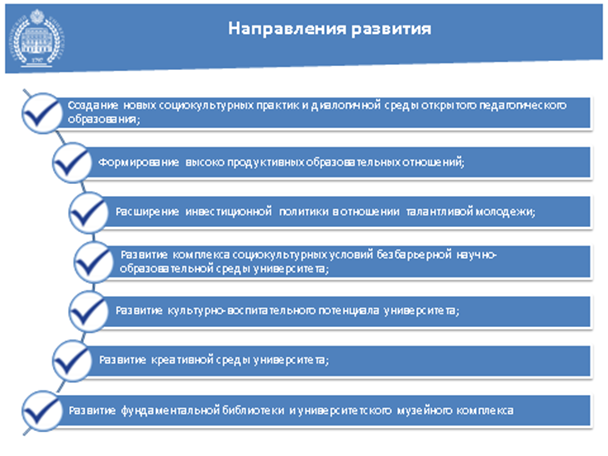 Направления развития
1797
Создание новых социокультурных практик и диалогичной среды открытого педагогического
образования;
Формирование высоко продуктивных образовательных отношений;
Расширение инвестиционной политики в отношении талантливой молодежи;
Развитие комплекса социокультурных условий безбарьерной научно-
образовательной среды университета;
Развитие культурно-воспитательного потенциала университета;
Развитие креативной среды университета;
Развитие фундаментальной библиотеки и университетского музейного комплекса